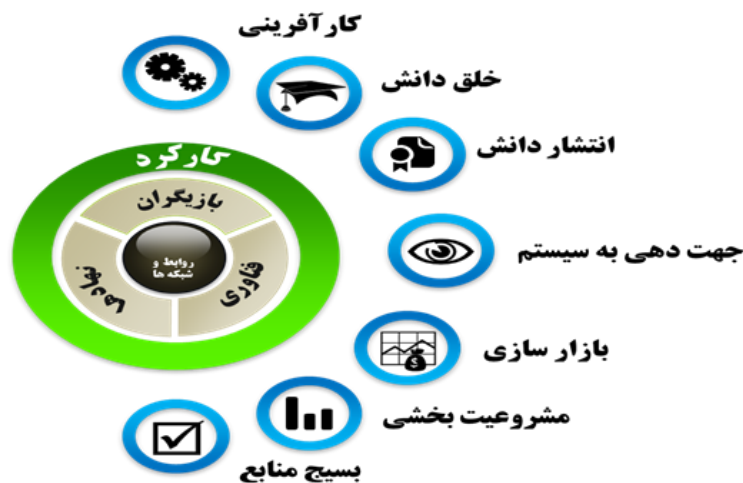 کارآفرینی
خلق دانش
انتشار دانش
جهت دهی به سیستم
بازار سازی
مشروعیت بخشی
بسیج منابع
کارکرد
بازیگران
فناوری
نهادها
روابط و
شبکه ها